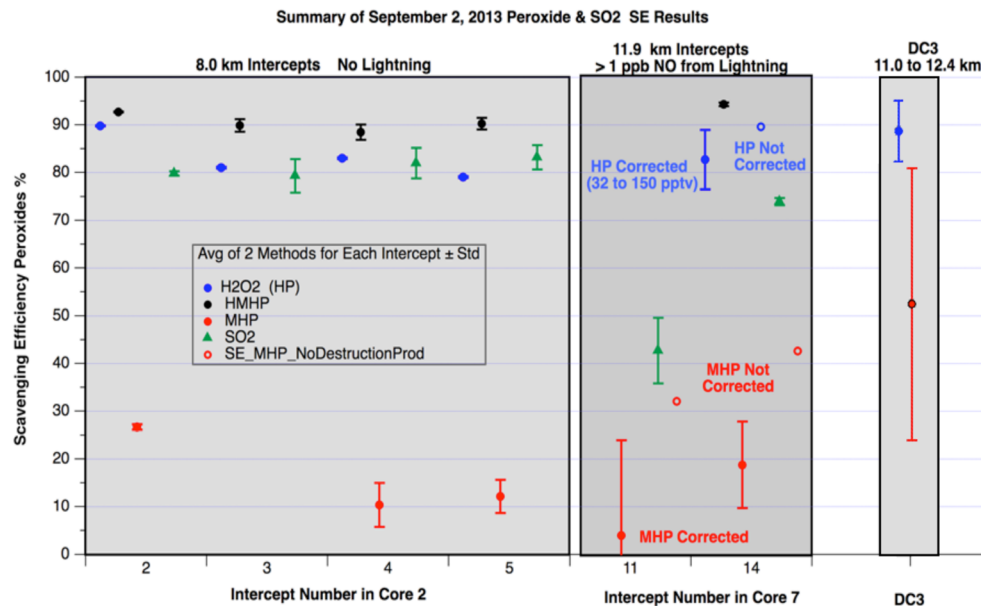 Summary of September 2, 2013 Peroxide & SO2 SE Results
8.0 km Intercepts No Lightning
11.9 km Intercepts
> 1 ppb NO from Lightning
DC3
11.0 to 12.4 km
Scavenging Efficiency Peroxides %
100
90
80
70
60
50
40
30
20
10
0
Avg of 2 Methods for Each Intercept ± Std
H2O2 (HP)
HMHP
MHP
SO2
SE_MHP_NoDestructionProd
HP Corrected
(32 to 150 pptv)
HP Not
Corrected
MHP Not
Corrected
MHP Corrected
2 3 4 5
11 14
Intercept Number in Core 2
Intercept Number in Core 7
DC3